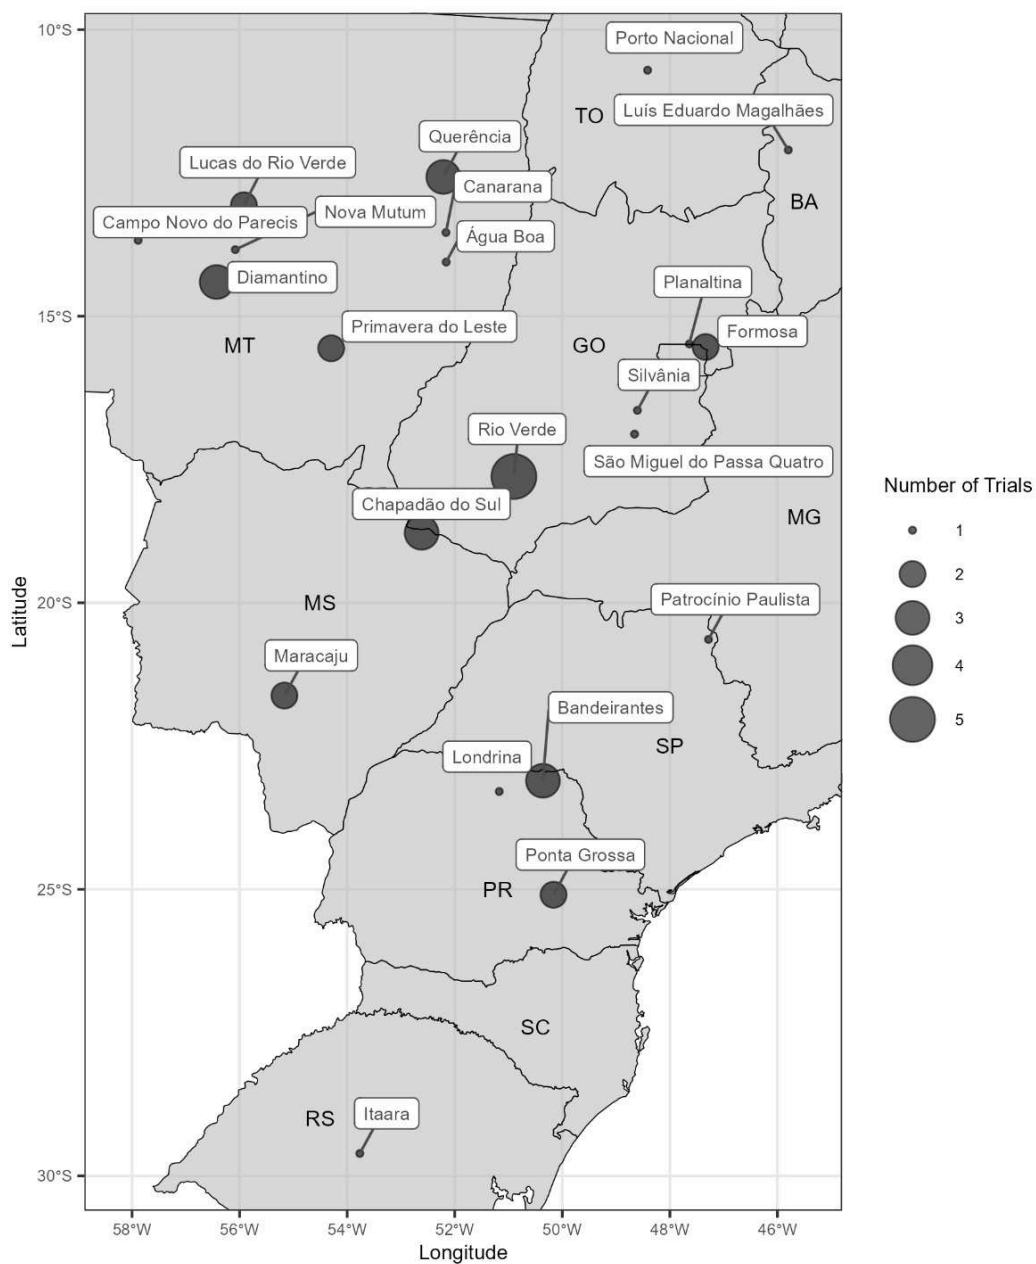 10°S
Porto Nacional
Luís Eduardo Magalhães
TO
Querência
Lucas do Rio Verde
Canarana
BA
Nova Mutum
Campo Novo do Parecis
Água Boa
Diamantino
Planaltina
15°S
Primavera do Leste
Formosa
MT
GO
Silvânia
Rio Verde
São Miguel do Passa Quatro
Number of Trials
Chapadão do Sul
MG
1
2
3
4
5
Latitude
20°S
MS
Patrocínio Paulista
Maracaju
Bandeirantes
SP
Londrina
Ponta Grossa
25°S
PR
SC
RS
Itaara
30°S
58°W 56°W 54°W 52°W 50°W 48°W 46°W
Longitude